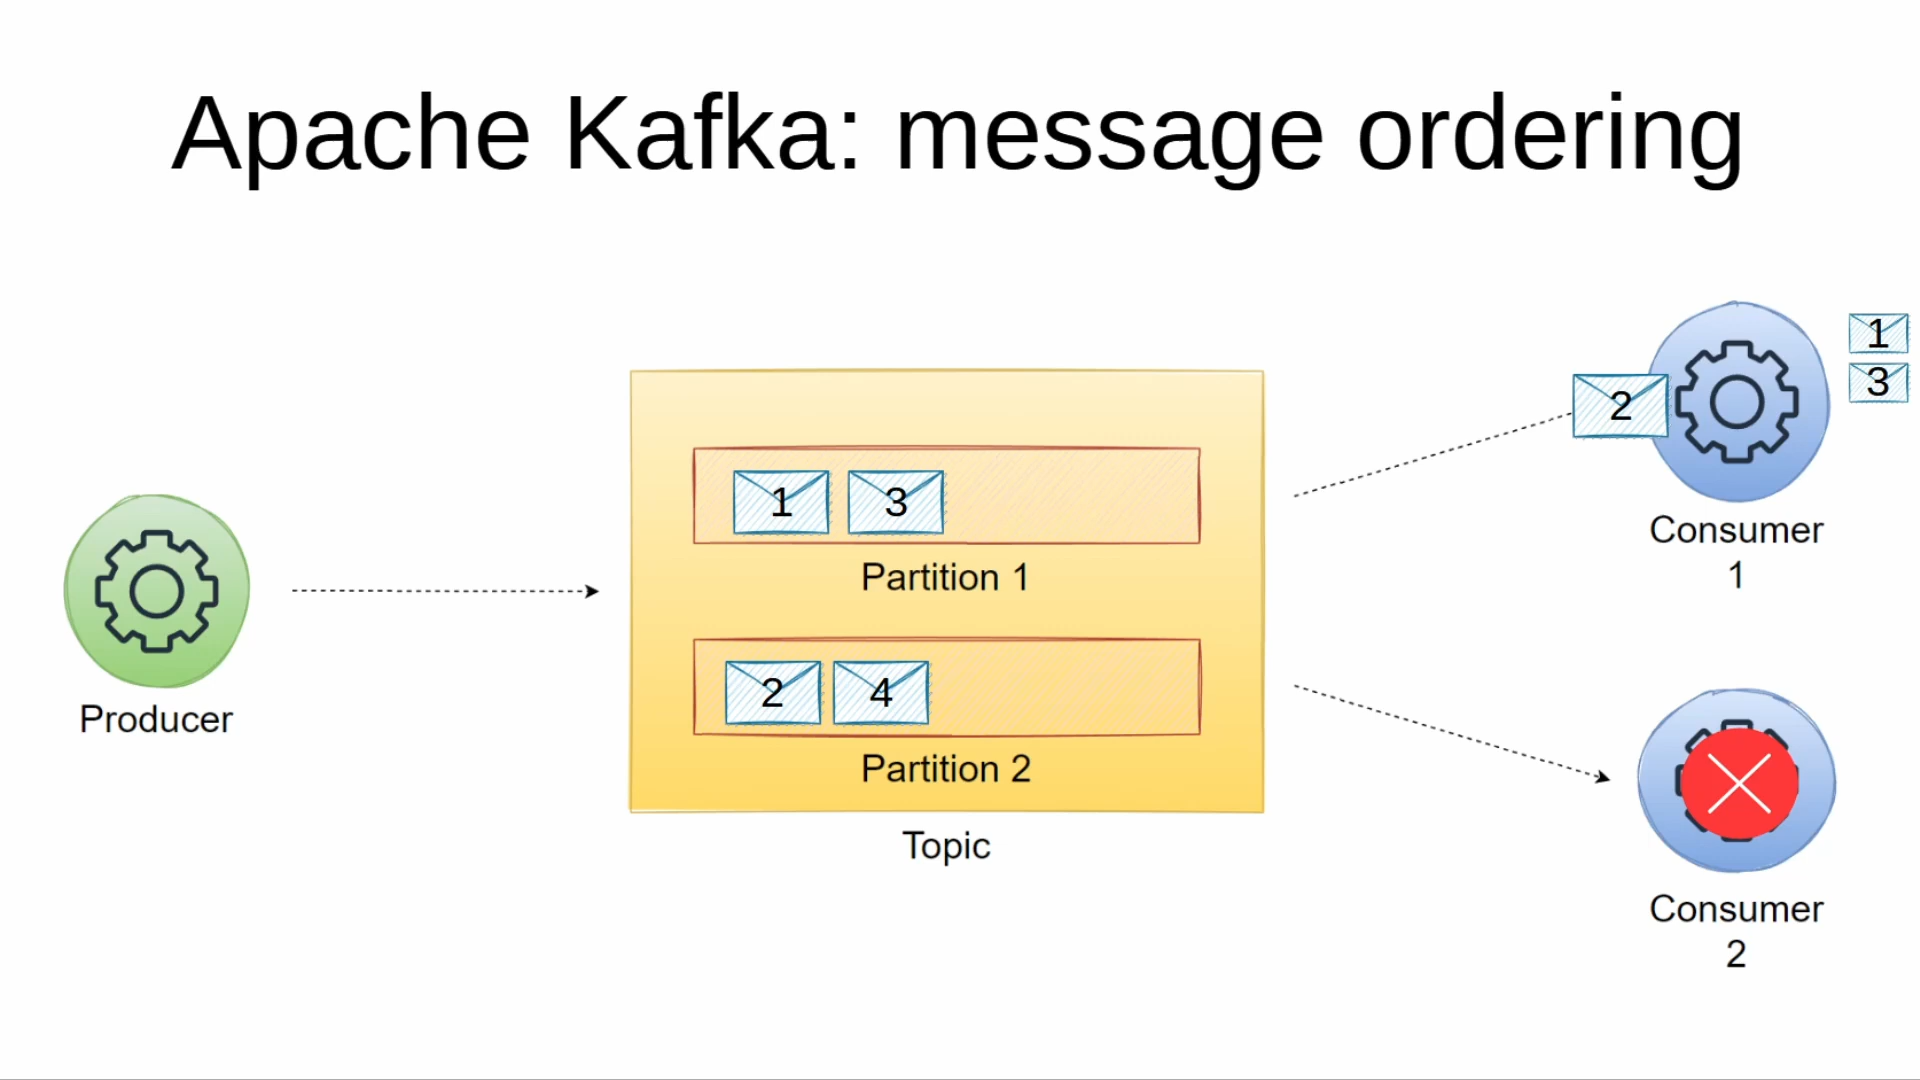 Apache Kafka: message ordering
1
3
2
Consumer
1
1 3
Partition 1
Producer
2 4
Partition 2
Topic
Consumer
2